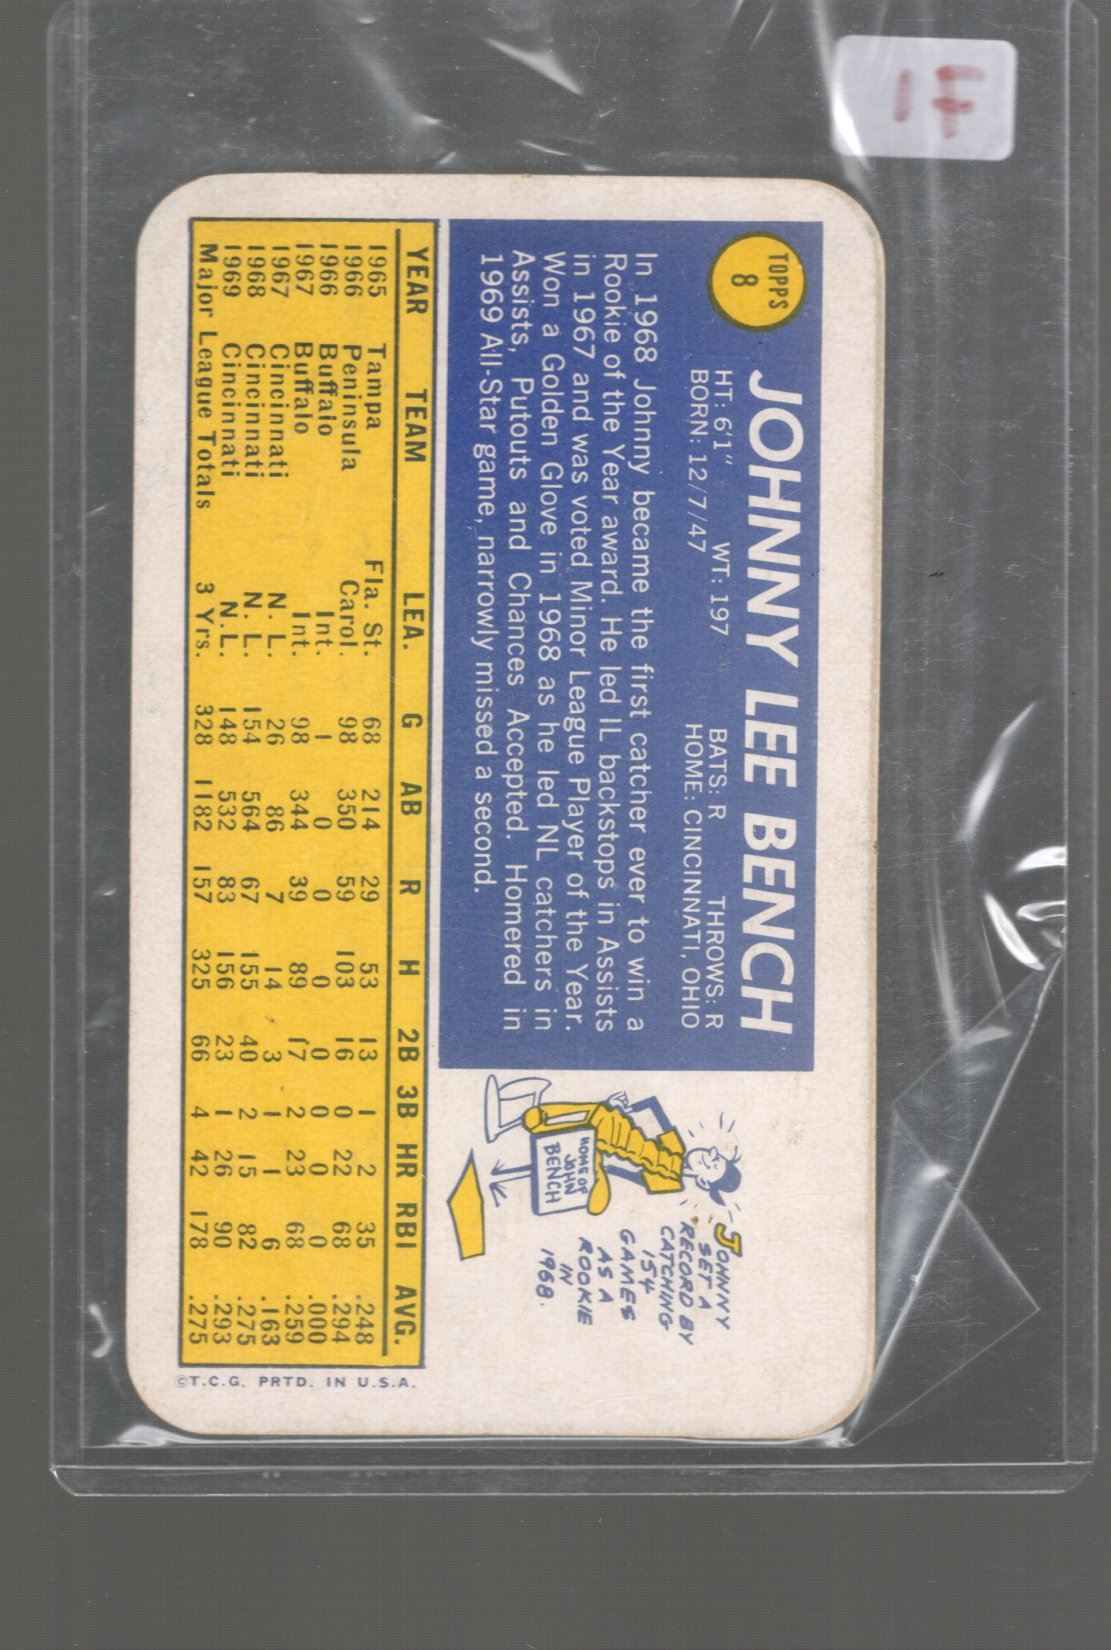 TOPPS
8
JOHNNY LEE BENCH
HT: 6'1" WT: 197 BATS: R THROWS: R
BORN: 12/7/47 HOME: CINCINNATI, OHIO
In 1968 Johnny became the first catcher ever to win a
Rookie of the Year award. He led IL backstops in Assists
in 1967 and was voted Minor League Player of the Year.
Won a Golden Glove in 1968 as he led NL catchers in
Assists, Putouts and Chances Accepted. Homered in
1969 All-Star game, narrowly missed a second.
JOHNNY
SET A
RECORD BY
CATCHING
154
GAMES
AS A
ROOKIE
IN
1968.
HOME OF
JOHN
BENCH
YEAR TEAM LEA. G AB R H 2B 3B HR RBI AVG.
1965 Tampa Fla. St. 68 214 29 53 13 1 2 35 .248
1966 Peninsula Carol. 98 350 59 103 16 0 22 68 .294
1966 Buffalo Int. 1 0 0 0 0 0 0 0 .000
1967 Buffalo Int. 98 344 39 89 17 2 23 68 .259
1967 Cincinnati N.L. 26 86 7 14 3 1 1 6 .163
1968 Cincinnati N.L. 154 564 67 155 40 2 15 82 .275
1969 Cincinnati N.L. 148 532 83 156 23 1 26 90 .293
Major League Totals 3 Yrs. 328 1182 157 325 66 4 42 178 .275
©T.C.G. PRTD. IN U.S.A.